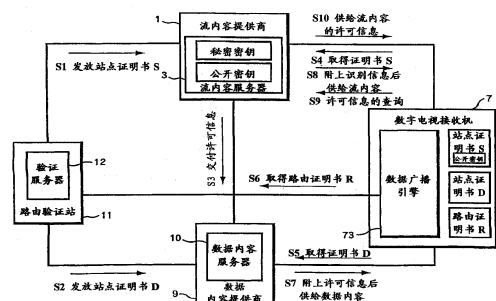 1
流内容提供商
秘密密钥
公开密钥
3
流内容服务器
S1 发放站点证明书 S
S10 供给流内容
的许可信息
S4 取得证明书 S
S8 附上识别信息后
供给流内容
S9 许可信息的查询
7
数字电视接收机
站点证
明书 S
公开密钥
站点证
明书 D
路由证
明书 R
数据广播
引擎
73
S3 交付许可信息
S6 取得路由证明书 R
验证
服务器
12
路由验证站
11
10
数据内容
服务器
数据
内容提供商
9
S5 取得证明书 D
S2 发放站点证明书 D
S7 附上许可信息后
供给数据内容